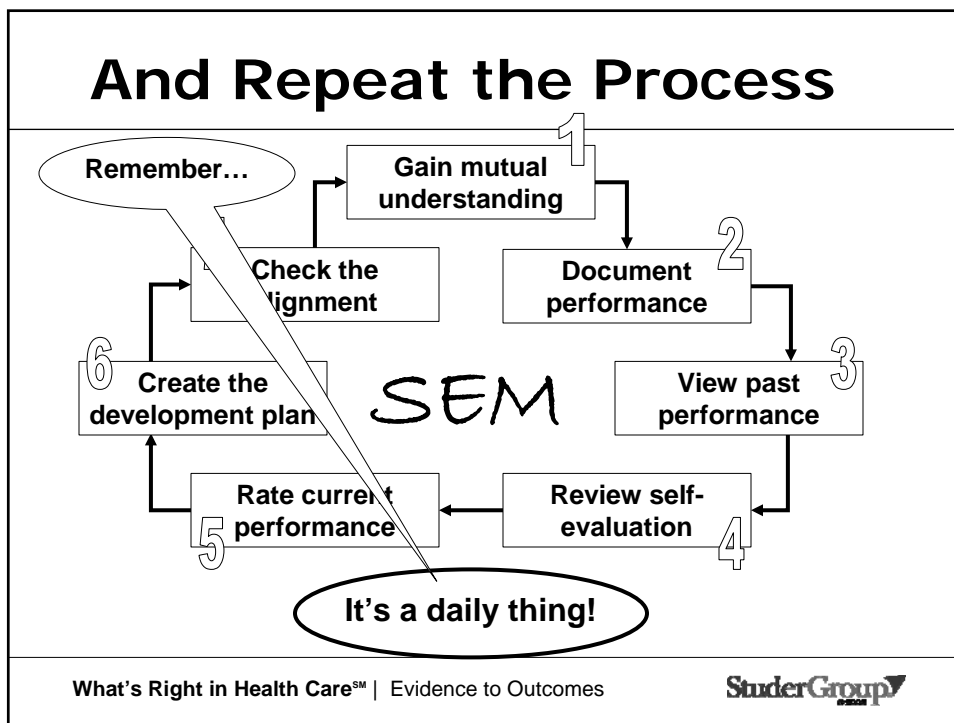 And Repeat the Process
Remember…
1
Gain mutual
understanding
2
Document
performance
3
View past
performance
4
Review self-
evaluation
5
Rate current
performance
6
Create the
development plan
Check the
lignment
SEM
It's a daily thing!
What's Right in Health Care℠ | Evidence to Outcomes
StuderGroup